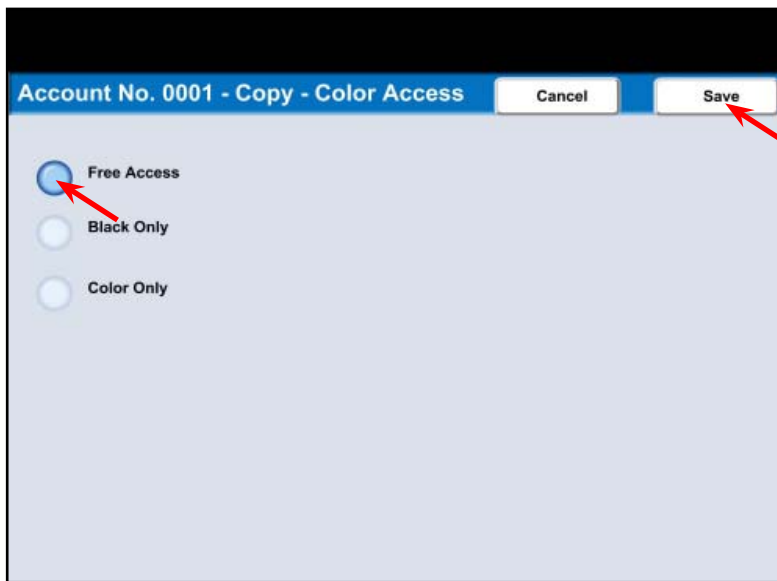 Account No. 0001 - Copy - Color Access
Cancel
Save
Free Access
Black Only
Color Only